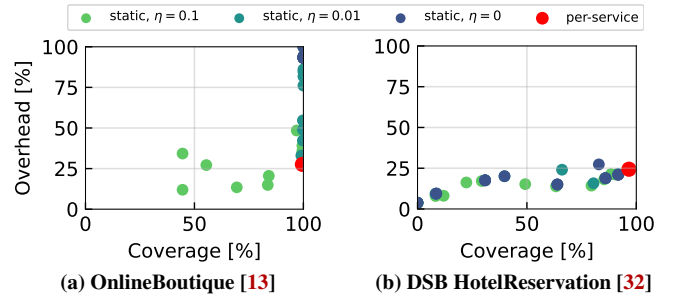 static, η = 0.1 static, η = 0.01 static, η = 0 per-service
100 100
75 75
50 50
25 25
0 0
Overhead [%]
0 50 100 0 50 100
Coverage [%] Coverage [%]
(a) OnlineBoutique [13] (b) DSB HotelReservation [32]